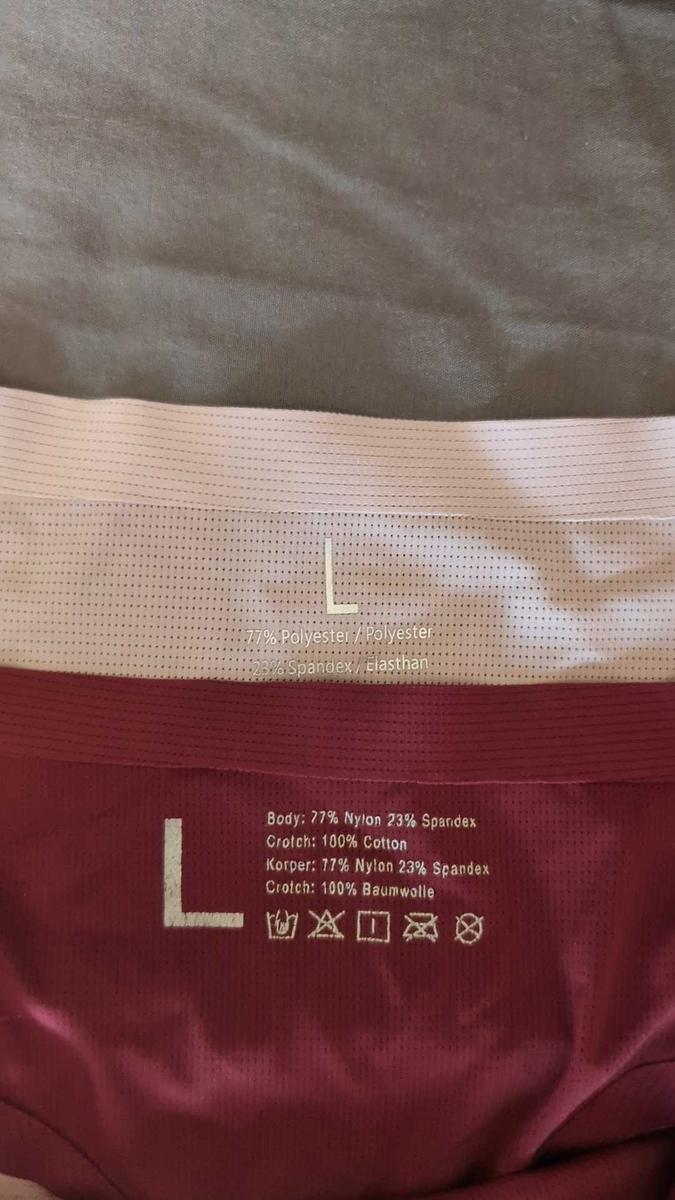 L
77% Polyester / Polyester
23% Spandex / Elasthan
L
Body: 77% Nylon 23% Spandex
Crotch: 100% Cotton
Korper: 77% Nylon 23% Spandex
Crotch: 100% Baumwolle